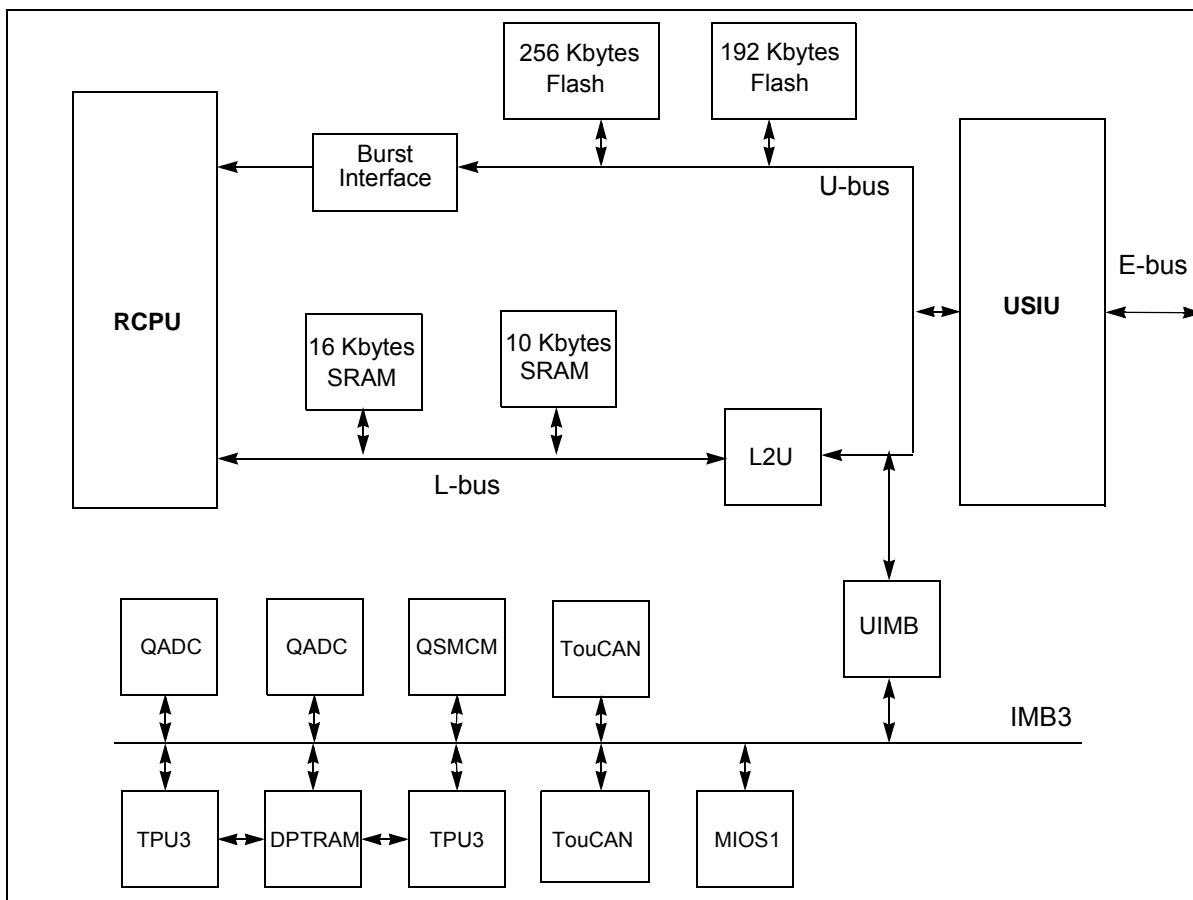 256 Kbytes
Flash
192 Kbytes
Flash
Burst
Interface
U-bus
E-bus
RCPU
USIU
16 Kbytes
SRAM
10 Kbytes
SRAM
L2U
L-bus
UIMB
QADC
QADC
QSMCM
TouCAN
IMB3
TPU3
DPTRAM
TPU3
TouCAN
MIOS1